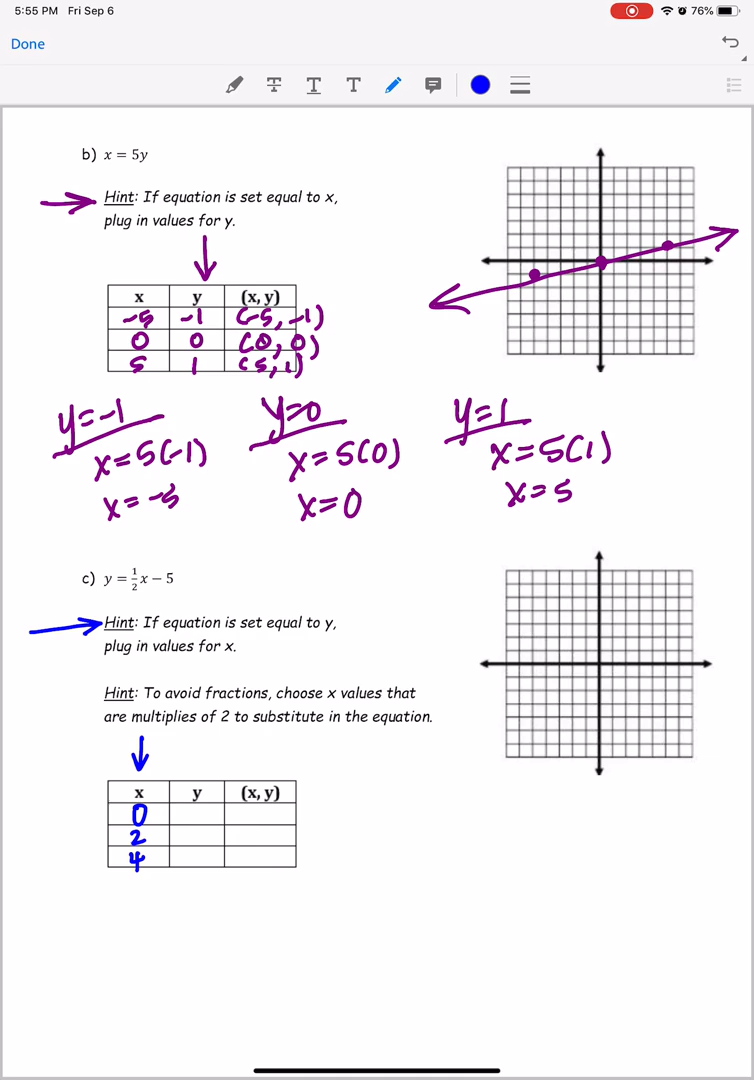 5:55 PM Fri Sep 6 76%
Done
T T T
b) x = 5y
Hint: If equation is set equal to x,
plug in values for y.
x y (x, y)
-5 -1 (-5, -1)
0 0 (0, 0)
5 1 (5, 1)
y=-1 y=0 y=1
x=5(-1) x=5(0) x=5(1)
x=-5 x=0 x=5
c) y = 1/2 x − 5
Hint: If equation is set equal to y,
plug in values for x.
Hint: To avoid fractions, choose x values that
are multiplies of 2 to substitute in the equation.
x y (x, y)
0
2
4